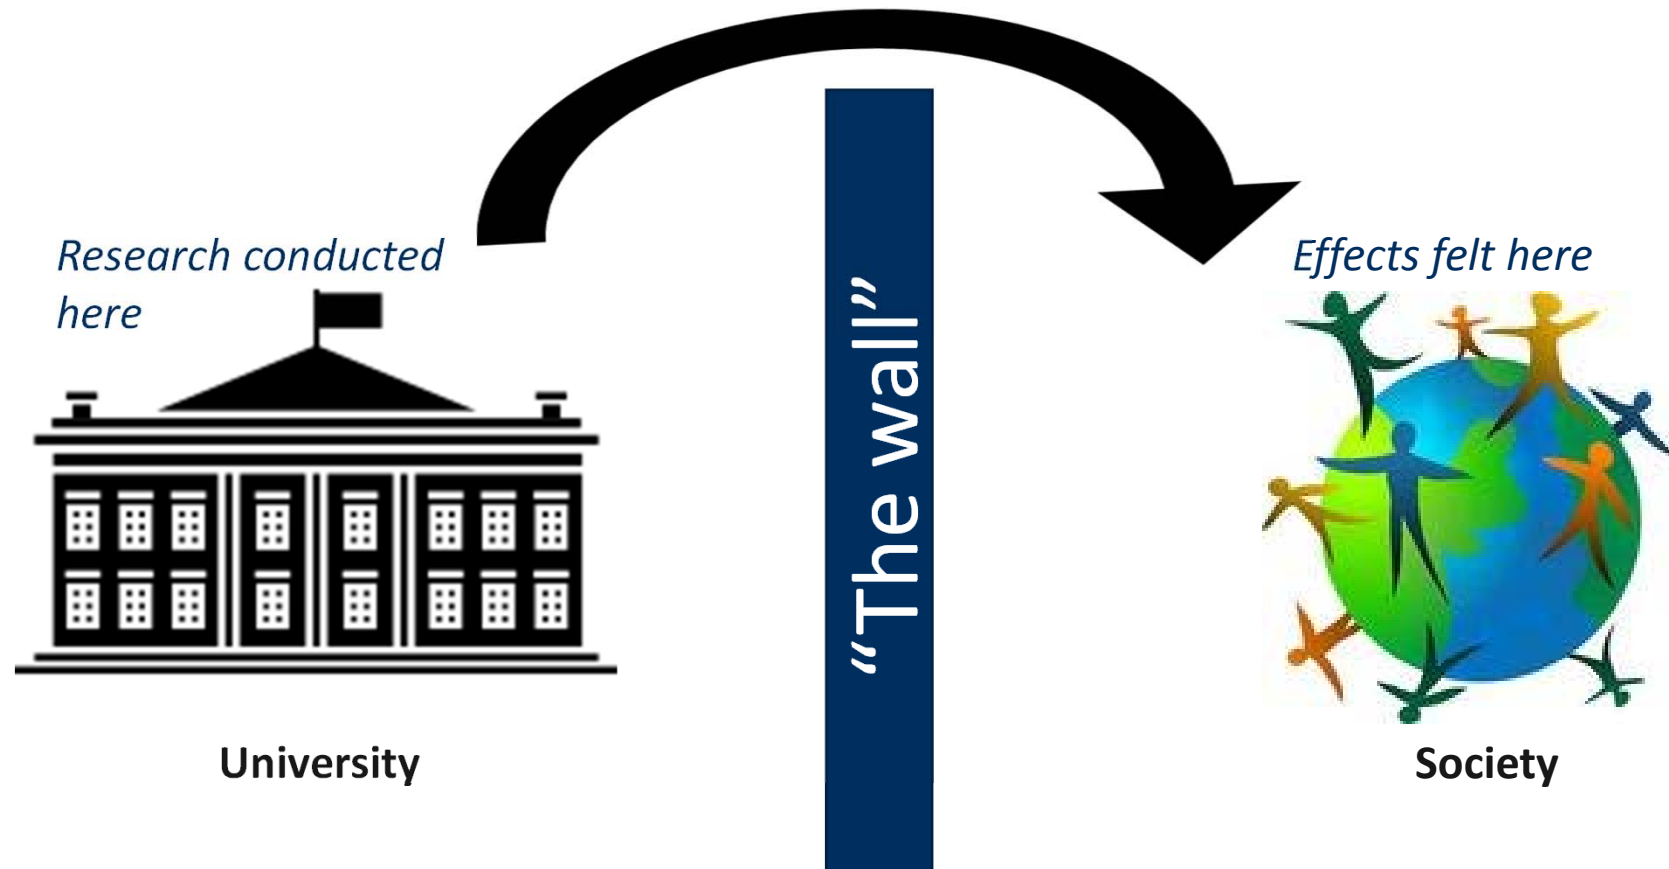 Research conducted
here
Effects felt here
“The wall”
University
Society